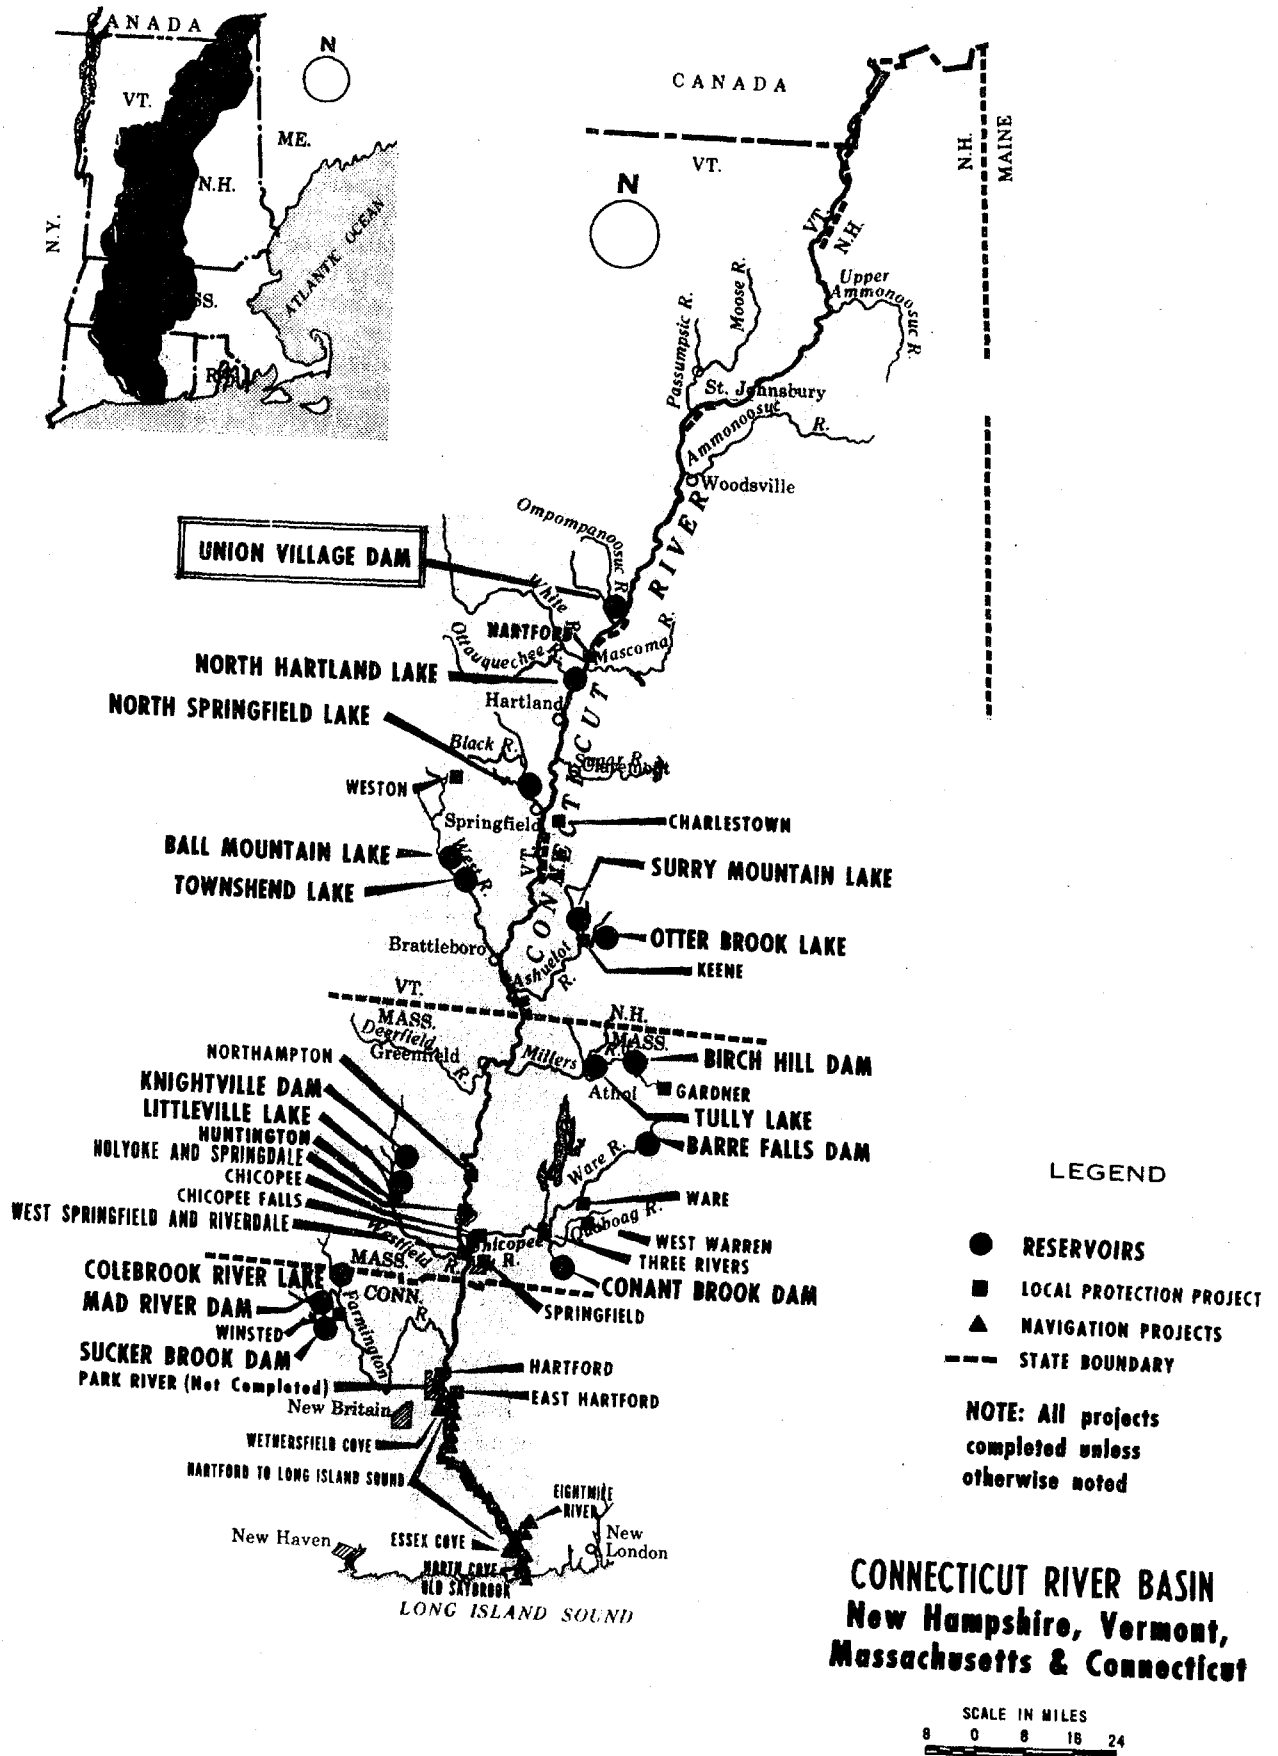 CANADA
N
VT.
ME.
N.H.
N.Y.
ATLANTIC OCEAN
SS.
CANADA
VT.
N.H.
MAINE
N
VT.
N.H.
Upper
Ammonoosuc R.
Moose R.
Passumpsic R.
St. Johnsbury
Ammonoosuc R.
Woodsville
Ompompanoosuc R.
UNION VILLAGE DAM
CONNECTICUT RIVER
White R.
HARTFORD
Ottauquechee R.
Mascoma R.
NORTH HARTLAND LAKE
Hartland
NORTH SPRINGFIELD LAKE
Black R.
Sugar R.
Claremont
WESTON
Springfield
CHARLESTOWN
BALL MOUNTAIN LAKE
West R.
VT.
N.H.
SURRY MOUNTAIN LAKE
TOWNSHEND LAKE
OTTER BROOK LAKE
Brattleboro
Ashuelot R.
KEENE
VT.
N.H.
MASS.
MASS.
Deerfield R.
Greenfield
Millers R.
NORTHAMPTON
BIRCH HILL DAM
KNIGHTVILLE DAM
Athol
GARDNER
LITTLEVILLE LAKE
TULLY LAKE
HUNTINGTON
HOLYOKE AND SPRINGDALE
BARRE FALLS DAM
Ware R.
CHICOPEE
CHICOPEE FALLS
WARE
WEST SPRINGFIELD AND RIVERDALE
Quaboag R.
Westfield R.
Chicopee R.
WEST WARREN
THREE RIVERS
MASS.
COLEBROOK RIVER LAKE
CONN.
CONANT BROOK DAM
MAD RIVER DAM
SPRINGFIELD
WINSTED
Farmington R.
SUCKER BROOK DAM
HARTFORD
PARK RIVER (Not Completed)
EAST HARTFORD
New Britain
WETHERSFIELD COVE
HARTFORD TO LONG ISLAND SOUND
EIGHTMILE
RIVER
New Haven
ESSEX COVE
New
London
NORTH COVE
OLD SAYBROOK
LONG ISLAND SOUND
LEGEND
RESERVOIRS
LOCAL PROTECTION PROJECT
NAVIGATION PROJECTS
STATE BOUNDARY
NOTE: All projects
completed unless
otherwise noted
CONNECTICUT RIVER BASIN
New Hampshire, Vermont,
Massachusetts & Connecticut
SCALE IN MILES
8 0 8 16 24